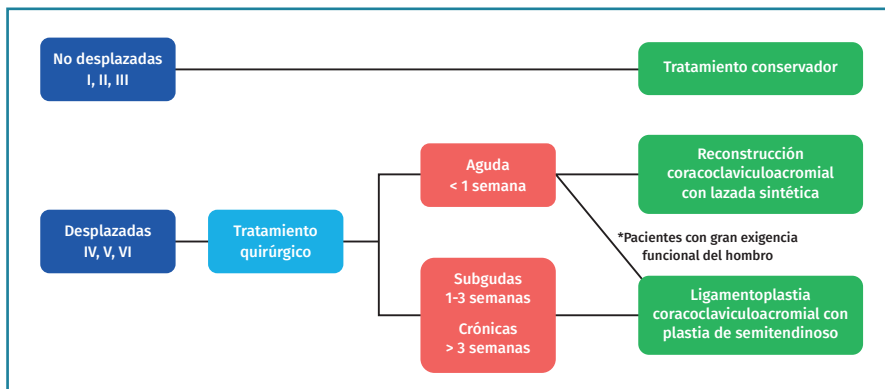 No desplazadas
I, II, III
Tratamiento conservador
Aguda
< 1 semana
Reconstrucción
coracoclaviculoacromial
con lazada sintética
Desplazadas
IV, V, VI
Tratamiento
quirúrgico
*Pacientes con gran exigencia
funcional del hombro
Subgudas
1-3 semanas
Crónicas
> 3 semanas
Ligamentoplastia
coracoclaviculoacromial con
plastia de semitendinoso